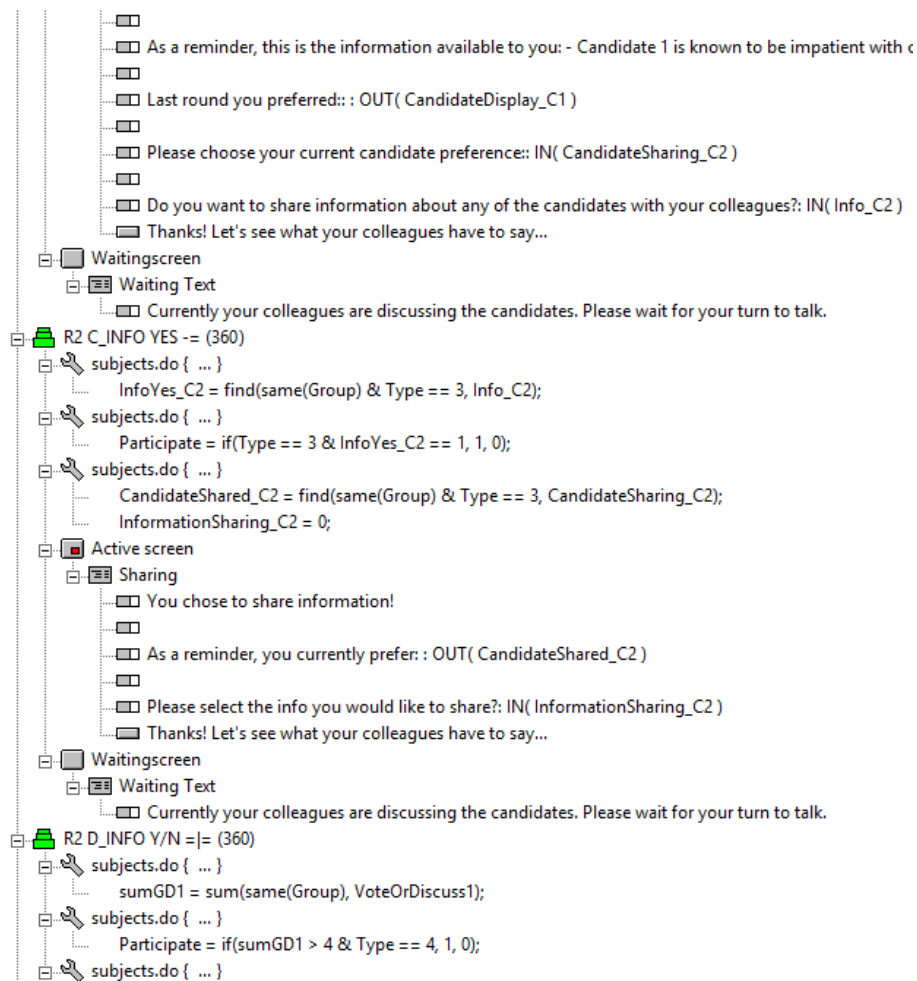 As a reminder, this is the information available to you: - Candidate 1 is known to be impatient with
Last round you preferred:: : OUT( CandidateDisplay_C1 )
Please choose your current candidate preference:: IN( CandidateSharing_C2 )
Do you want to share information about any of the candidates with your colleagues?: IN( Info_C2 )
Thanks! Let's see what your colleagues have to say...
Waitingscreen
Waiting Text
Currently your colleagues are discussing the candidates. Please wait for your turn to talk.
R2 C_INFO YES -= (360)
subjects.do { ... }
InfoYes_C2 = find(same(Group) & Type == 3, Info_C2);
subjects.do { ... }
Participate = if(Type == 3 & InfoYes_C2 == 1, 1, 0);
subjects.do { ... }
CandidateShared_C2 = find(same(Group) & Type == 3, CandidateSharing_C2);
InformationSharing_C2 = 0;
Active screen
Sharing
You chose to share information!
As a reminder, you currently prefer: : OUT( CandidateShared_C2 )
Please select the info you would like to share?: IN( InformationSharing_C2 )
Thanks! Let's see what your colleagues have to say...
Waitingscreen
Waiting Text
Currently your colleagues are discussing the candidates. Please wait for your turn to talk.
R2 D_INFO Y/N =|= (360)
subjects.do { ... }
sumGD1 = sum(same(Group), VoteOrDiscuss1);
subjects.do { ... }
Participate = if(sumGD1 > 4 & Type == 4, 1, 0);
subjects.do { ... }